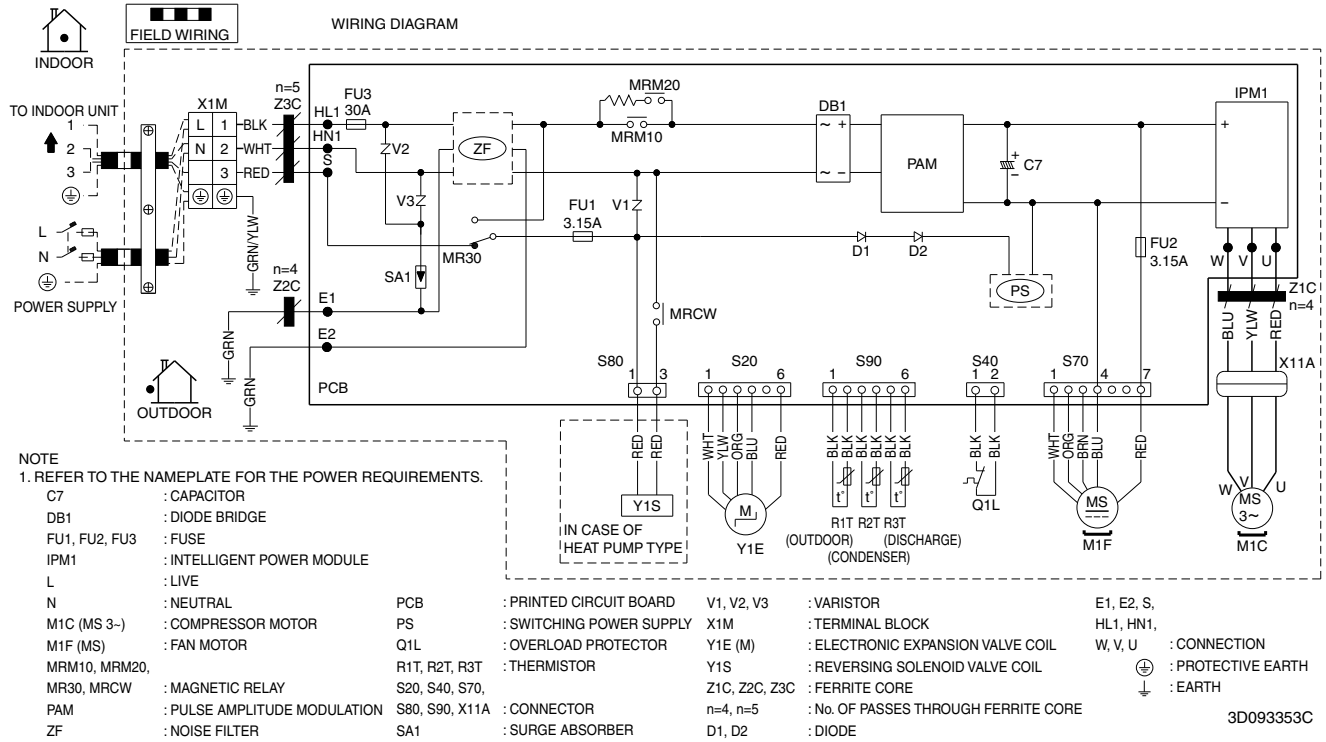 WIRING DIAGRAM
FIELD WIRING
INDOOR
TO INDOOR UNIT
1
2
3
L
N
POWER SUPPLY
OUTDOOR
X1M
L 1
N 2
3
BLK
WHT
RED
GRN/YLW
n=5
Z3C
HL1
HN1
S
FU3
30A
V2
V3
ZF
MRM20
MRM10
DB1
~ +
~ −
PAM
+
−
C7
IPM1
+
−
W V U
FU1
3.15A
V1
MR30
SA1
D1
D2
PS
FU2
3.15A
n=4
Z2C
E1
E2
GRN
GRN
PCB
MRCW
Z1C
n=4
BLU
YLW
RED
X11A
W V U
MS
3~
M1C
S80
1 3
RED
RED
Y1S
IN CASE OF
HEAT PUMP TYPE
S20
1 6
WHT
YLW
ORG
BLU
RED
M
Y1E
S90
1 6
BLK
BLK
BLK
BLK
BLK
BLK
t°
t°
t°
R1T R2T R3T
(OUTDOOR) (DISCHARGE)
(CONDENSER)
S40
1 2
BLK
BLK
Q1L
S70
1 4 7
WHT
ORG
BRN
BLU
RED
MS
M1F
NOTE
1. REFER TO THE NAMEPLATE FOR THE POWER REQUIREMENTS.
C7 : CAPACITOR
DB1 : DIODE BRIDGE
FU1, FU2, FU3 : FUSE
IPM1 : INTELLIGENT POWER MODULE
L : LIVE
N : NEUTRAL
M1C (MS 3~) : COMPRESSOR MOTOR
M1F (MS) : FAN MOTOR
MRM10, MRM20,
MR30, MRCW : MAGNETIC RELAY
PAM : PULSE AMPLITUDE MODULATION
ZF : NOISE FILTER
PCB : PRINTED CIRCUIT BOARD
PS : SWITCHING POWER SUPPLY
Q1L : OVERLOAD PROTECTOR
R1T, R2T, R3T : THERMISTOR
S20, S40, S70,
S80, S90, X11A : CONNECTOR
SA1 : SURGE ABSORBER
V1, V2, V3 : VARISTOR
X1M : TERMINAL BLOCK
Y1E (M) : ELECTRONIC EXPANSION VALVE COIL
Y1S : REVERSING SOLENOID VALVE COIL
Z1C, Z2C, Z3C : FERRITE CORE
n=4, n=5 : No. OF PASSES THROUGH FERRITE CORE
D1, D2 : DIODE
E1, E2, S,
HL1, HN1,
W, V, U : CONNECTION
: PROTECTIVE EARTH
: EARTH
3D093353C